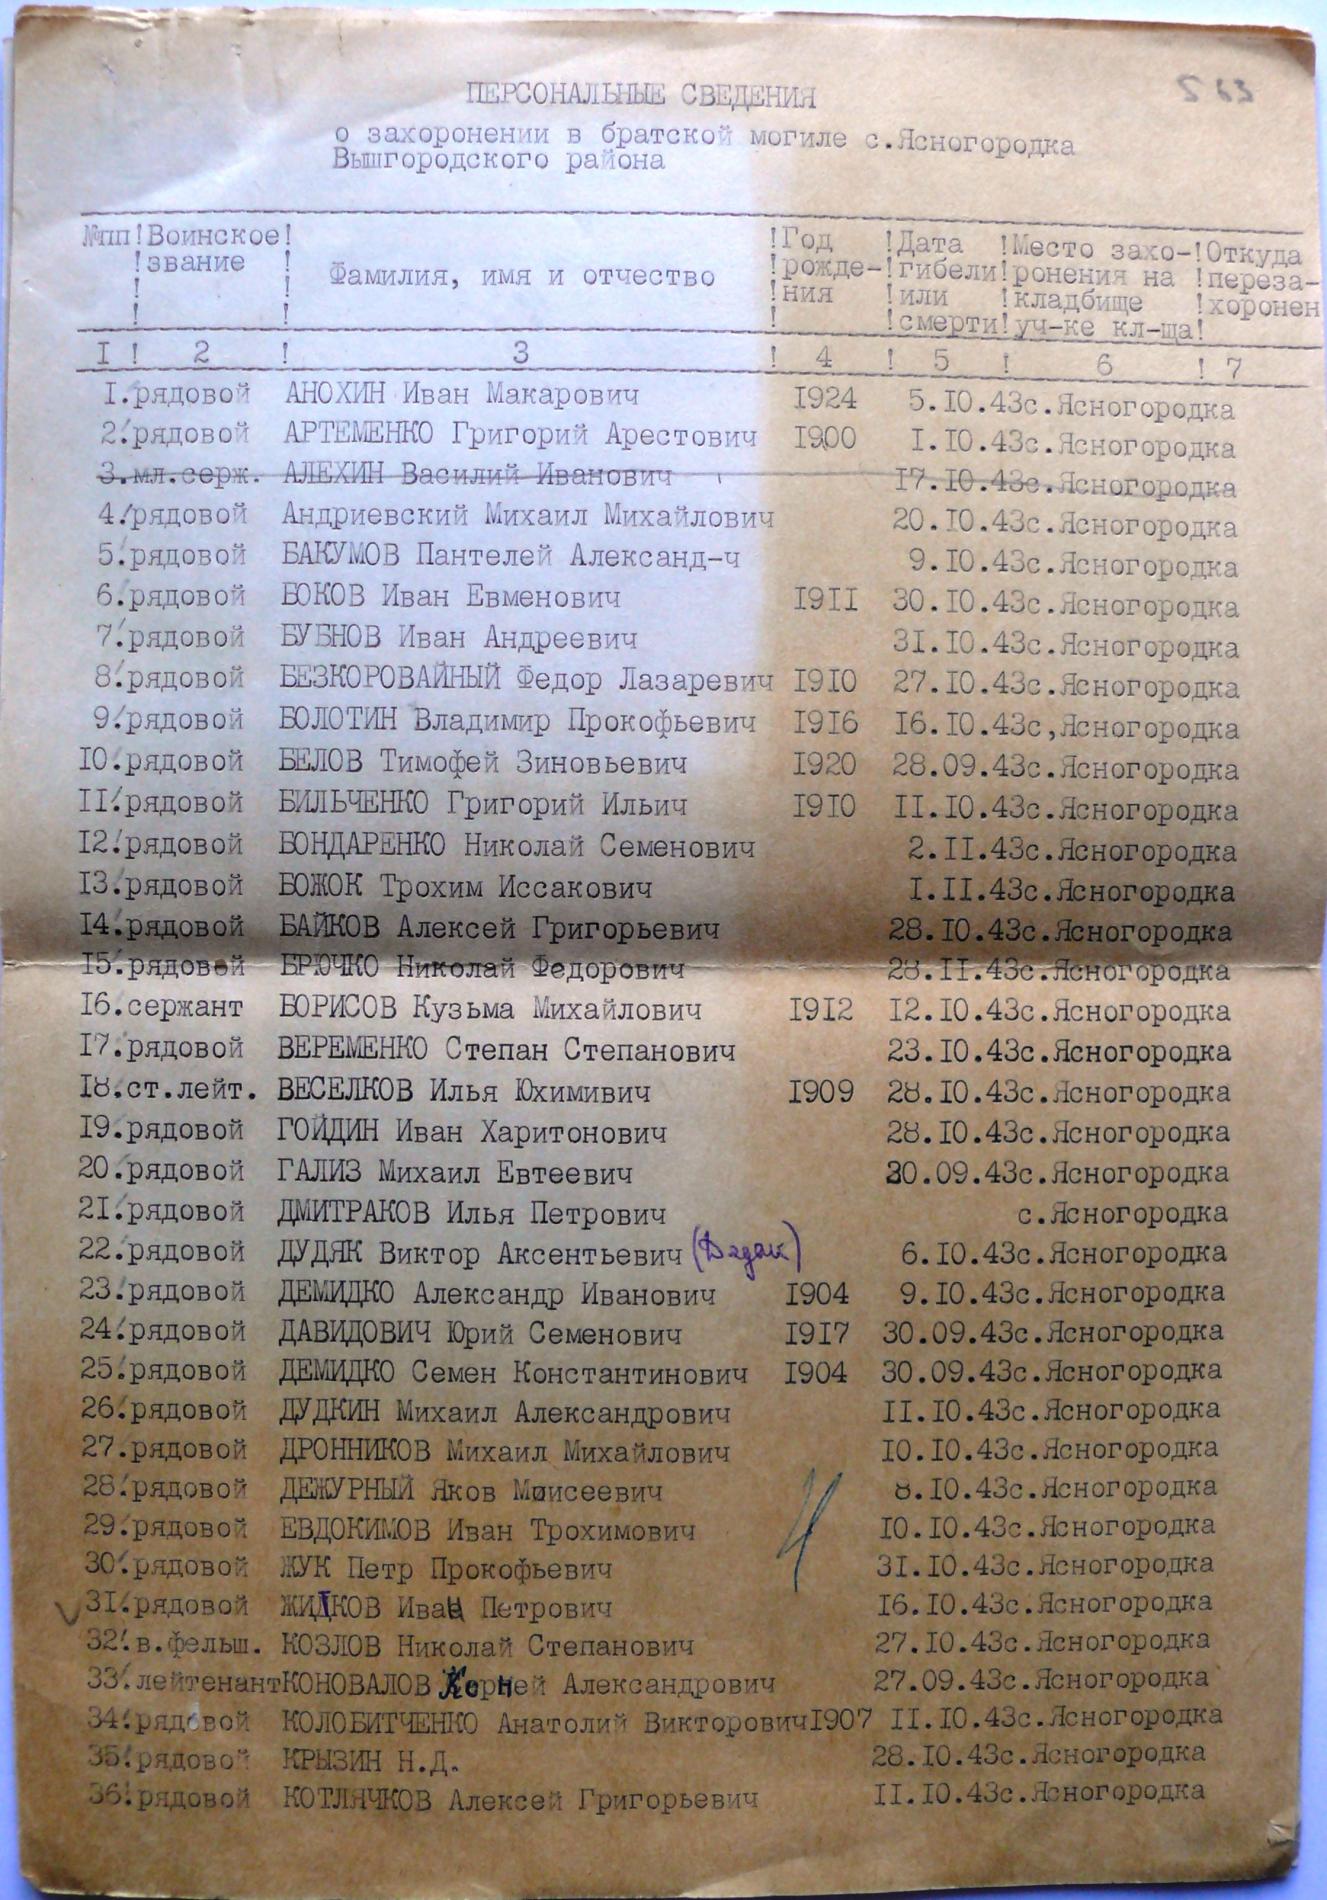 563
ПЕРСОНАЛЬНЫЕ СВЕДЕНИЯ
о захоронении в братской могиле с.Ясногородка
Вышгородского района
№пп!Воинское! !Год !Дата !Место захо-!Откуда
!звание ! Фамилия, имя и отчество !рожде-!гибели!ронения на !переза-
! ! !ния !или !кладбище !хоронен
! ! ! !смерти!уч-ке кл-ща!
I ! 2 ! 3 ! 4 ! 5 ! 6 ! 7
I.рядовой АНОХИН Иван Макарович I924 5.I0.43с.Ясногородка
2.рядовой АРТЕМЕНКО Григорий Арестович I900 I.I0.43с.Ясногородка
3.мл.серж. АЛЕХИН Василий Иванович I7.I0.43с.Ясногородка
4.рядовой Андриевский Михаил Михайлович 20.I0.43с.Ясногородка
5.рядовой БАКУМОВ Пантелей Александ-ч 9.I0.43с.Ясногородка
6.рядовой БОКОВ Иван Евменович I9II 30.I0.43с.Ясногородка
7.рядовой БУБНОВ Иван Андреевич 3I.I0.43с.Ясногородка
8.рядовой БЕЗКОРОВАЙНЫЙ Федор Лазаревич I9I0 27.I0.43с.Ясногородка
9.рядовой БОЛОТИН Владимир Прокофьевич I9I6 I6.I0.43с,Ясногородка
I0.рядовой БЕЛОВ Тимофей Зиновьевич I920 28.09.43с.Ясногородка
II.рядовой БИЛЬЧЕНКО Григорий Ильич I9I0 II.I0.43с.Ясногородка
I2.рядовой БОНДАРЕНКО Николай Семенович 2.II.43с.Ясногородка
I3.рядовой БОЖОК Трохим Иссакович I.II.43с.Ясногородка
I4.рядовой БАЙКОВ Алексей Григорьевич 28.I0.43с.Ясногородка
I5.рядовой БРЮЧКО Николай Федорович 28.II.43с.Ясногородка
I6.сержант БОРИСОВ Кузьма Михайлович I9I2 I2.I0.43с.Ясногородка
I7.рядовой ВЕРЕМЕНКО Степан Степанович 23.I0.43с.Ясногородка
I8.ст.лейт. ВЕСЕЛКОВ Илья Юхимивич I909 28.I0.43с.Ясногородка
I9.рядовой ГОЙДИН Иван Харитонович 28.I0.43с.Ясногородка
20.рядовой ГАЛИЗ Михаил Евтеевич 30.09.43с.Ясногородка
2I.рядовой ДМИТРАКОВ Илья Петрович с.Ясногородка
22.рядовой ДУДЯК Виктор Аксентьевич 6.I0.43с.Ясногородка
23.рядовой ДЕМИДКО Александр Иванович I904 9.I0.43с.Ясногородка
24.рядовой ДАВИДОВИЧ Юрий Семенович I9I7 30.09.43с.Ясногородка
25.рядовой ДЕМИДКО Семен Константинович I904 30.09.43с.Ясногородка
26.рядовой ДУДКИН Михаил Александрович II.I0.43с.Ясногородка
27.рядовой ДРОННИКОВ Михаил Михайлович I0.I0.43с.Ясногородка
28.рядовой ДЕЖУРНЫЙ Яков Моисеевич 8.I0.43с.Ясногородка
29.рядовой ЕВДОКИМОВ Иван Трохимович I0.I0.43с.Ясногородка
30.рядовой ЖУК Петр Прокофьевич 3I.I0.43с.Ясногородка
3I.рядовой ЖИДКОВ Иван Петрович I6.I0.43с.Ясногородка
32.в.фельш. КОЗЛОВ Николай Степанович 27.I0.43с.Ясногородка
33.лейтенантКОНОВАЛОВ Корней Александрович 27.09.43с.Ясногородка
34.рядовой КОЛОБИТЧЕНКО Анатолий ВикторовичI907 II.I0.43с.Ясногородка
35.рядовой КРЫЗИН Н.Д. 28.I0.43с.Ясногородка
36.рядовой КОТЛЯЧКОВ Алексей Григорьевич II.I0.43с.Ясногородка